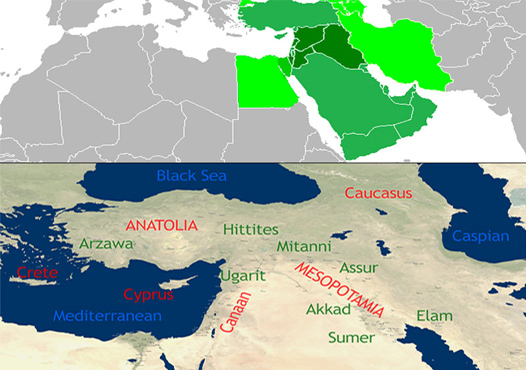 Black Sea
Caucasus
ANATOLIA
Hittites
Arzawa
Mitanni
Caspian
Crete
Ugarit
Assur
MESOPOTAMIA
Cyprus
Canaan
Mediterranean
Akkad
Elam
Sumer